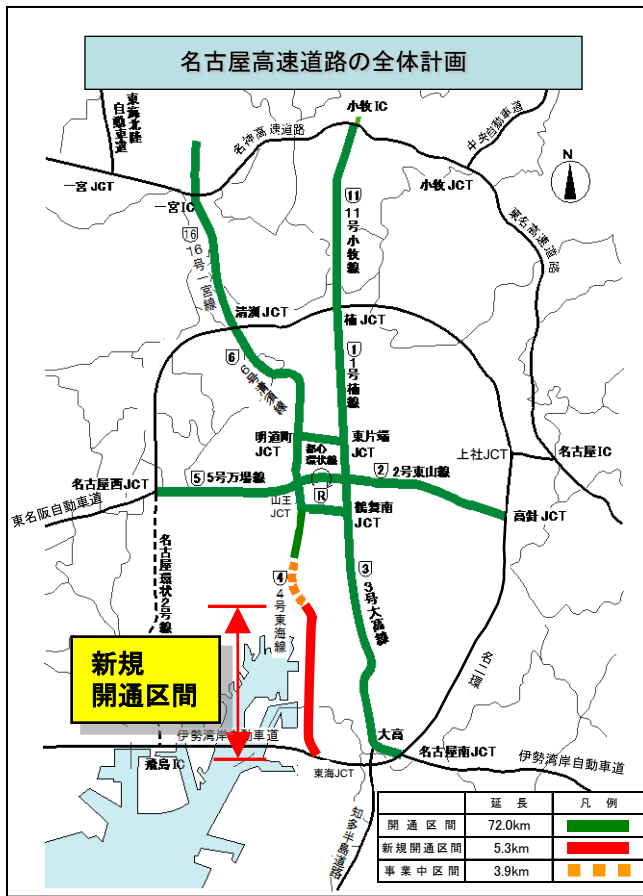 名古屋高速道路の全体計画
東海北陸
自動車道
小牧IC
名神高速道路
中央自動車道
N
一宮JCT
一宮IC
小牧JCT
11
11号小牧線
東名高速道路
16
16号一宮線
清洲JCT
楠JCT
6
6号清須線
1
1号楠線
明道町
JCT
都心
環状線
東片端
JCT
上社JCT
名古屋IC
名古屋西JCT
5
5号万場線
2
2号東山線
東名阪自動車道
山王
JCT
R
鶴舞南
JCT
高針JCT
名古屋環状2号線
4
4号東海線
3
3号大高線
新規
開通区間
名二環
伊勢湾岸自動車道
大高
名古屋南JCT
飛島IC
東海JCT
伊勢湾岸自動車道
知多半島道路
延長 凡例
開通区間 72.0km
新規開通区間 5.3km
事業中区間 3.9km